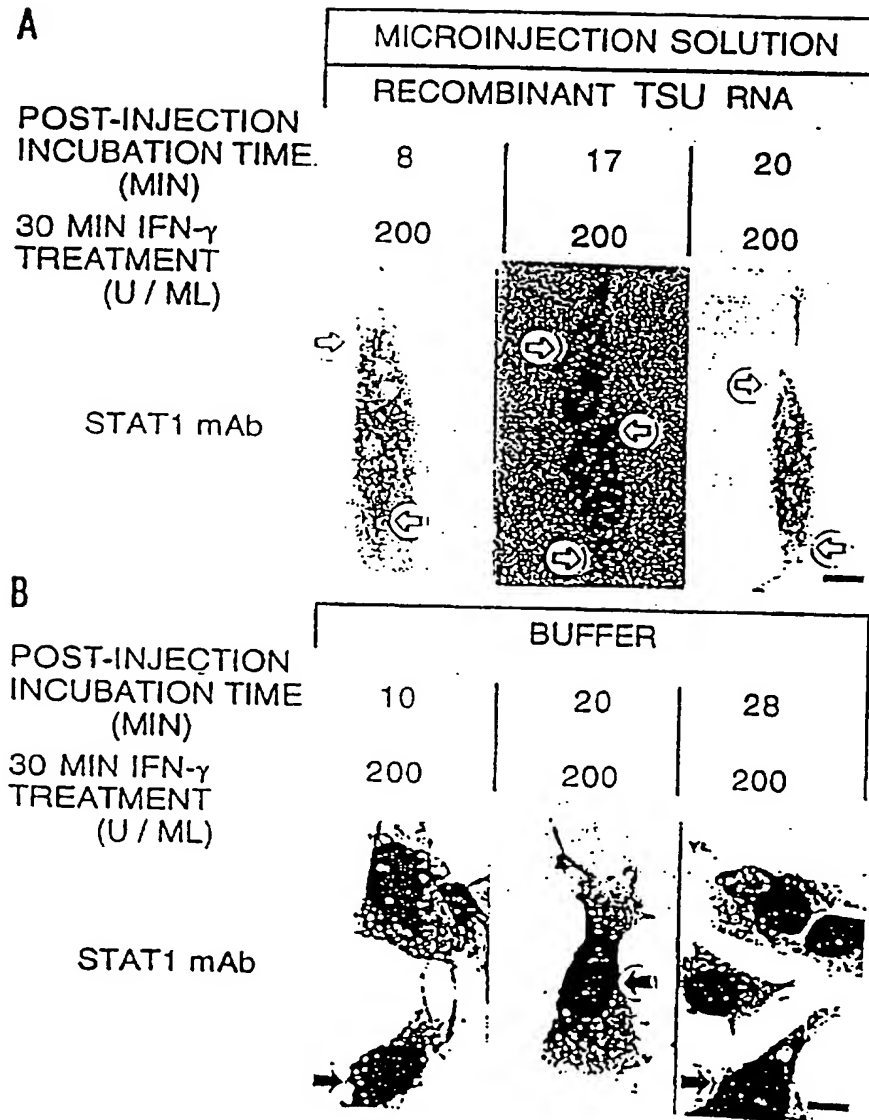 A
MICROINJECTION SOLUTION
RECOMBINANT TSU RNA
POST-INJECTION
INCUBATION TIME.
(MIN)
8 17 20
30 MIN IFN-γ
TREATMENT
(U / ML)
200 200 200
STAT1 mAb
B
BUFFER
POST-INJECTION
INCUBATION TIME
(MIN)
10 20 28
30 MIN IFN-γ
TREATMENT
(U / ML)
200 200 200
STAT1 mAb